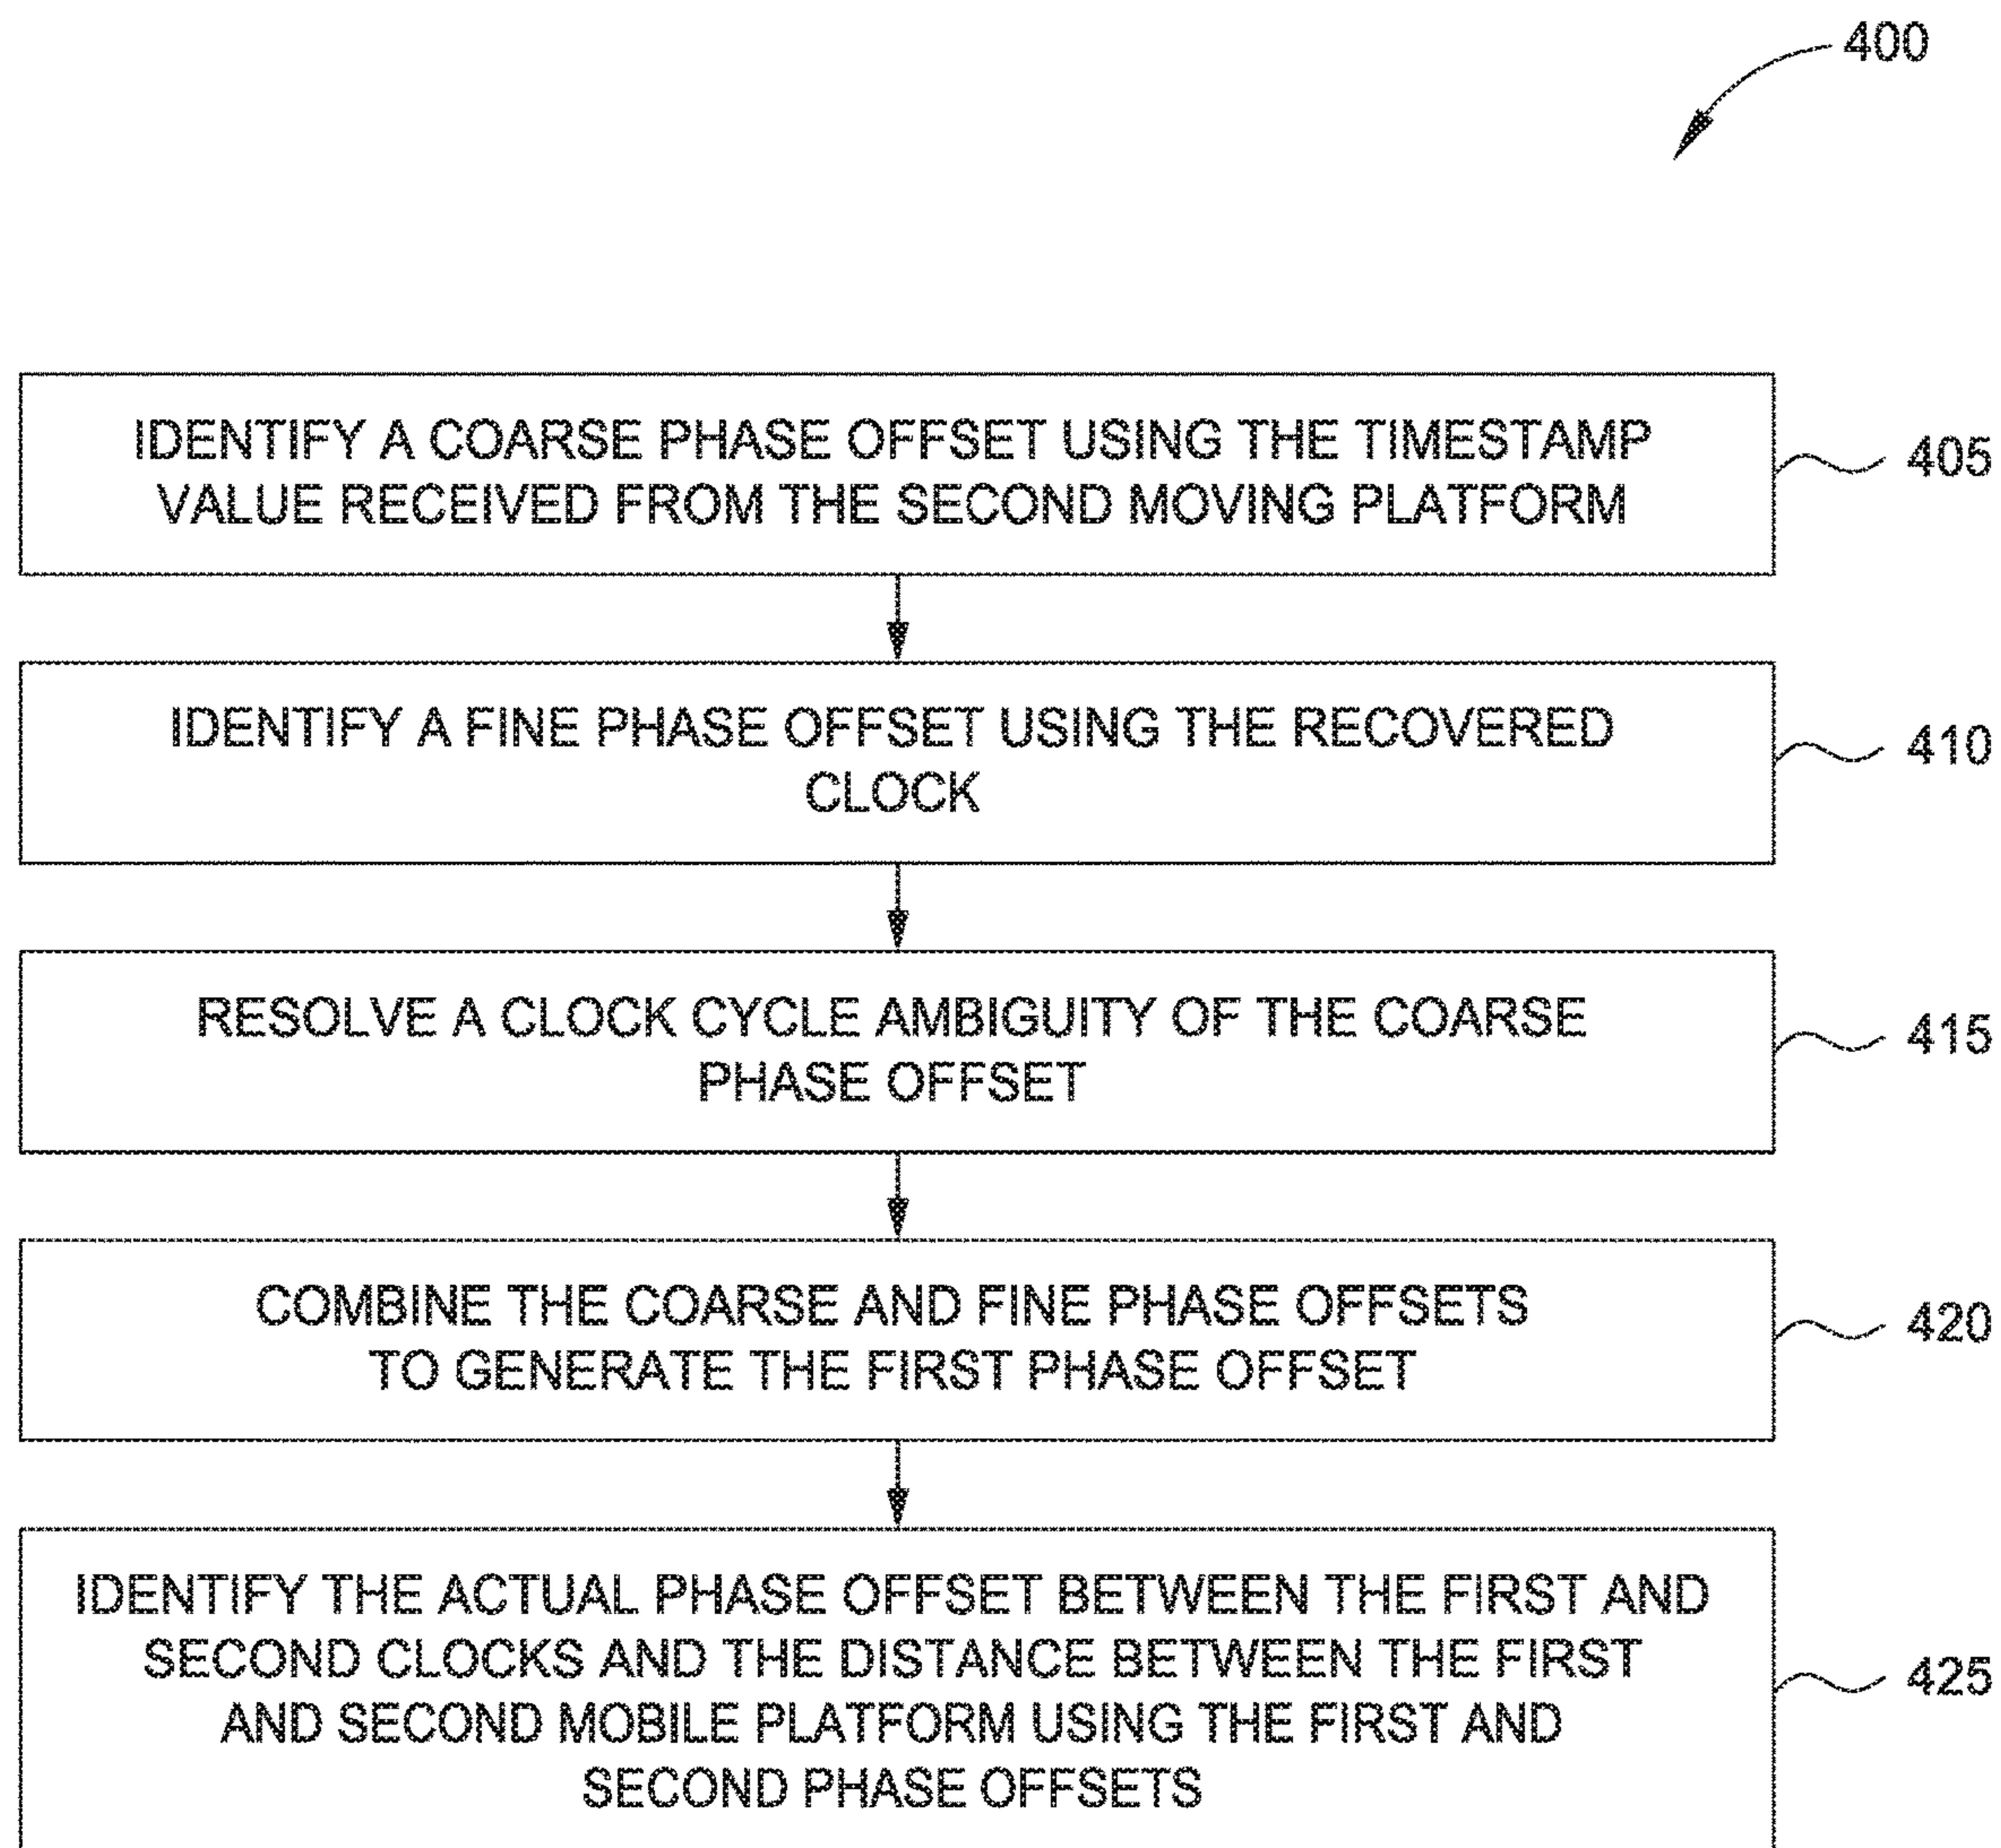 400
IDENTIFY A COARSE PHASE OFFSET USING THE TIMESTAMP
VALUE RECEIVED FROM THE SECOND MOVING PLATFORM
405
IDENTIFY A FINE PHASE OFFSET USING THE RECOVERED
CLOCK
410
RESOLVE A CLOCK CYCLE AMBIGUITY OF THE COARSE
PHASE OFFSET
415
COMBINE THE COARSE AND FINE PHASE OFFSETS
TO GENERATE THE FIRST PHASE OFFSET
420
IDENTIFY THE ACTUAL PHASE OFFSET BETWEEN THE FIRST AND
SECOND CLOCKS AND THE DISTANCE BETWEEN THE FIRST
AND SECOND MOBILE PLATFORM USING THE FIRST AND
SECOND PHASE OFFSETS
425